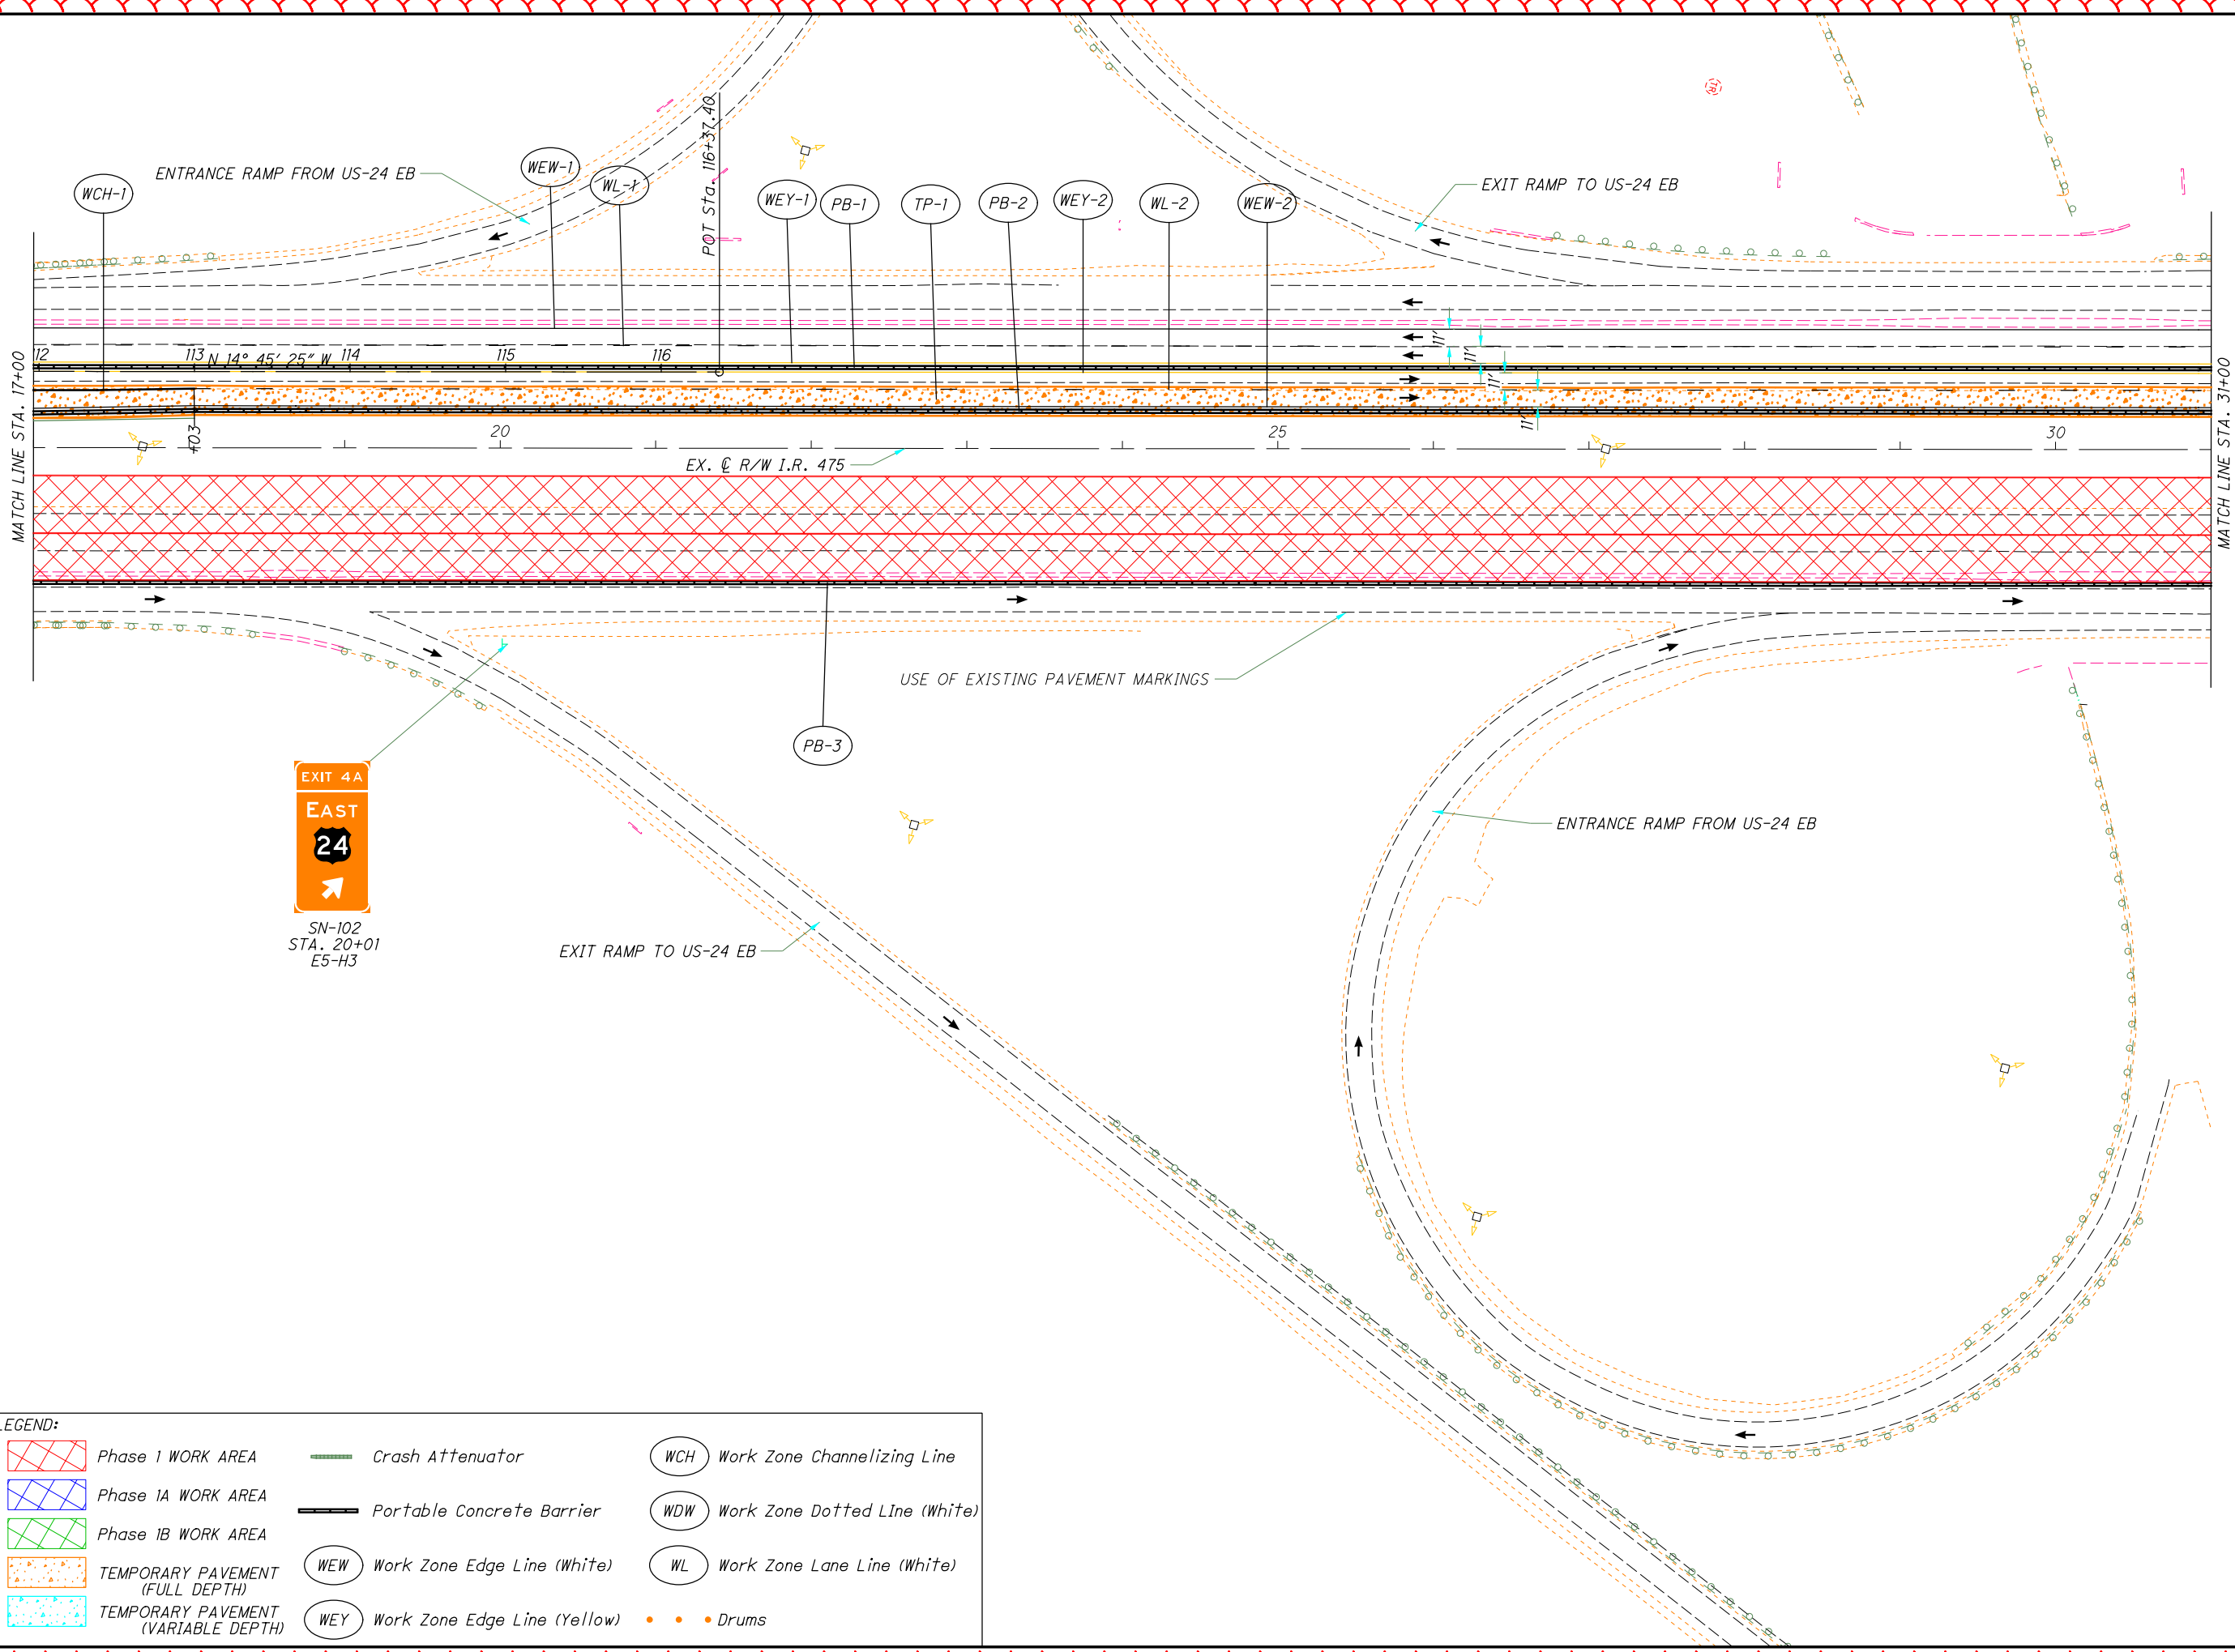 POT Sta. 116+37.40
ENTRANCE RAMP FROM US-24 EB
WCH-1
WEW-1
WL-1
WEY-1
PB-1
TP-1
PB-2
WEY-2
WL-2
WEW-2
EXIT RAMP TO US-24 EB
TR
11'
11'
11'
11'
112
113
N 14° 45' 25" W
114
115
116
MATCH LINE STA. 17+00
MATCH LINE STA. 31+00
+03
20
25
30
EX. ℄ R/W I.R. 475
USE OF EXISTING PAVEMENT MARKINGS
PB-3
EXIT 4A
EAST
24
SN-102
STA. 20+01
E5-H3
EXIT RAMP TO US-24 EB
ENTRANCE RAMP FROM US-24 EB
LEGEND:
Phase 1 WORK AREA
Phase 1A WORK AREA
Phase 1B WORK AREA
TEMPORARY PAVEMENT
(FULL DEPTH)
TEMPORARY PAVEMENT
(VARIABLE DEPTH)
Crash Attenuator
Portable Concrete Barrier
WEW Work Zone Edge Line (White)
WEY Work Zone Edge Line (Yellow)
WCH Work Zone Channelizing Line
WDW Work Zone Dotted LIne (White)
WL Work Zone Lane Line (White)
Drums